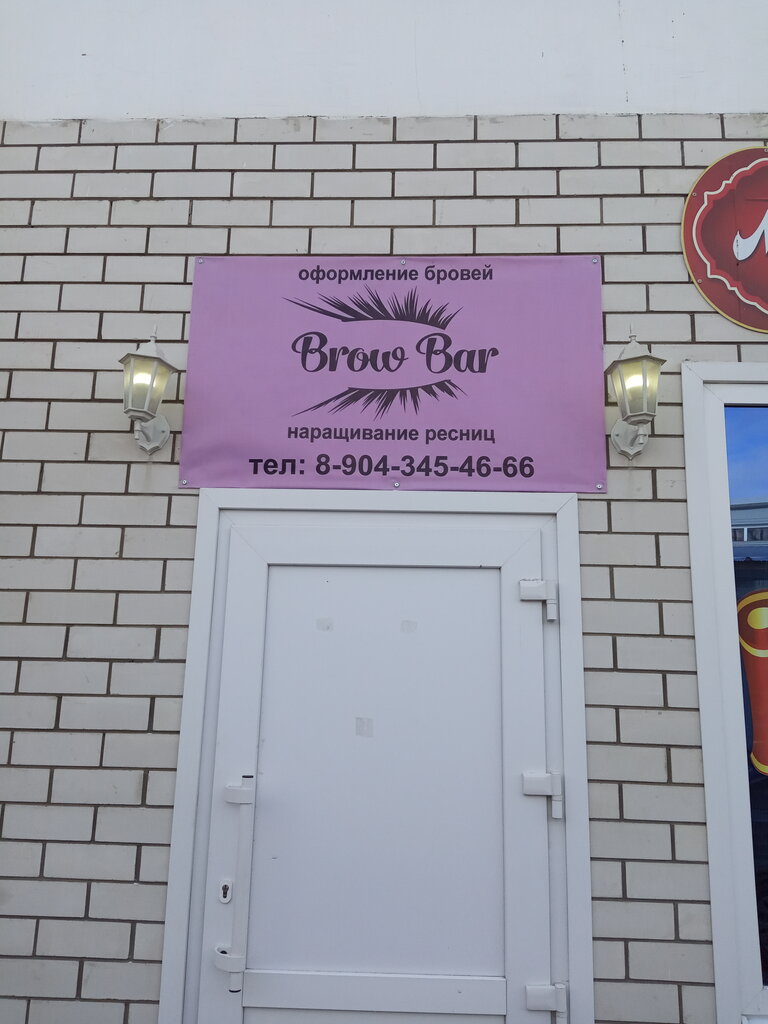 оформление бровей
Brow Bar
наращивание ресниц
тел: 8-904-345-46-66